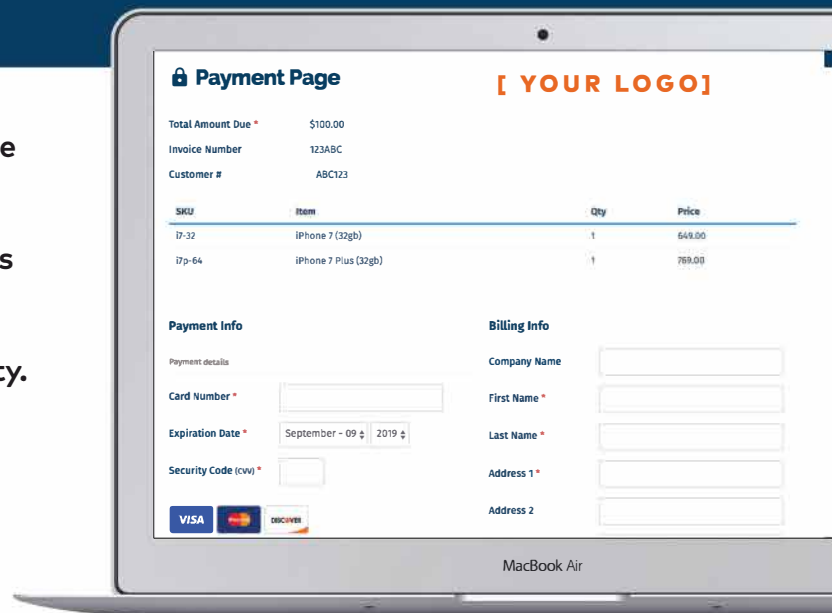 e
s
ty.
Payment Page
[ YOUR LOGO]
Total Amount Due * $100.00
Invoice Number 123ABC
Customer # ABC123
SKU Item Qty Price
i7-32 iPhone 7 (32gb) 1 649.00
i7p-64 iPhone 7 Plus (32gb) 1 769.00
Payment Info
Payment details
Card Number *
Expiration Date * September - 09 2019
Security Code (CVV) *
VISA MasterCard DISCOVER
Billing Info
Company Name
First Name *
Last Name *
Address 1 *
Address 2
MacBook Air